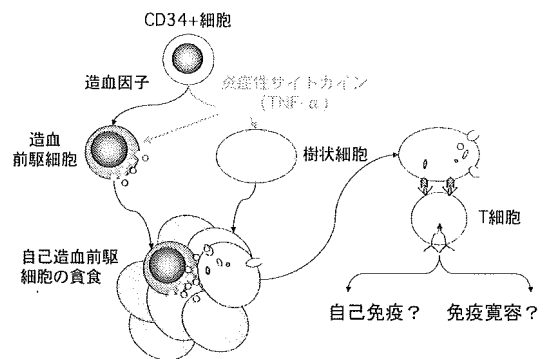 CD34+細胞
造血因子
炎症性サイトカイン
(TNF-α)
造血
前駆細胞
樹状細胞
T細胞
自己造血前駆
細胞の貪食
自己免疫?
免疫寛容?